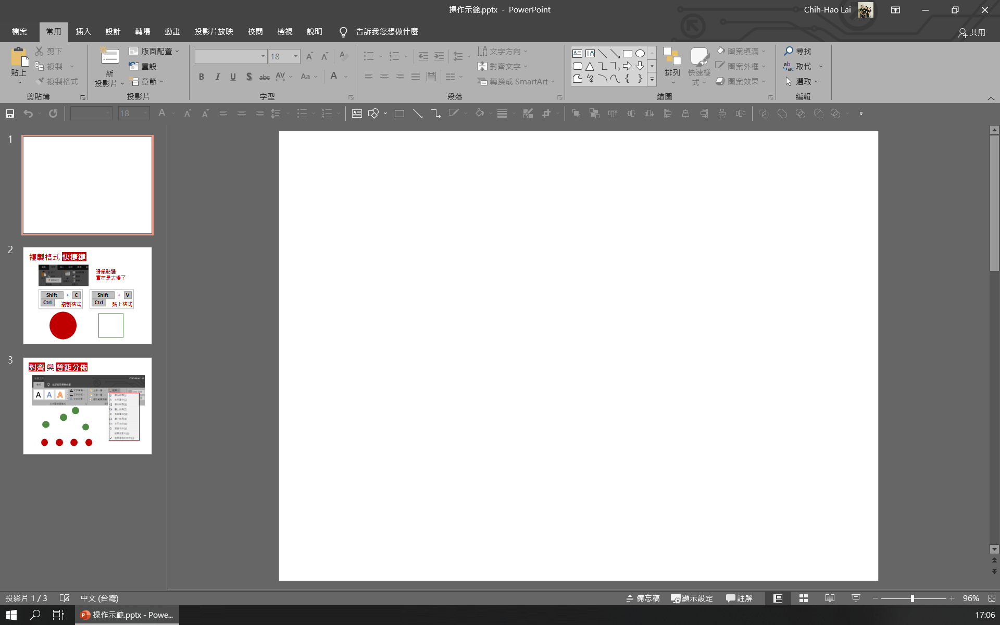 操作示範.pptx - PowerPoint
Chih-Hao Lai
檔案 常用 插入 設計 轉場 動畫 投影片放映 校閱 檢視 說明 告訴我您想做什麼 共用
貼上
剪下
複製
複製格式
剪貼簿
新
投影片
版面配置
重設
章節
投影片
18
B I U S abc AV Aa A
字型
文字方向
對齊文字
轉換成 SmartArt
段落
排列
快速樣
式
圖案填滿
圖案外框
圖案效果
繪圖
尋找
取代
選取
編輯
18
1
2
複製格式 快捷鍵
滑鼠點選
實在是太慢了
Shift + C
Ctrl 複製格式
Shift + V
Ctrl 貼上格式
3
對齊 與 等距分佈
Chih-Hao Lai
A A A
投影片 1 / 3 中文 (台灣)
備忘稿 顯示設定 註解 96%
操作示範.pptx - Powe...
17:06